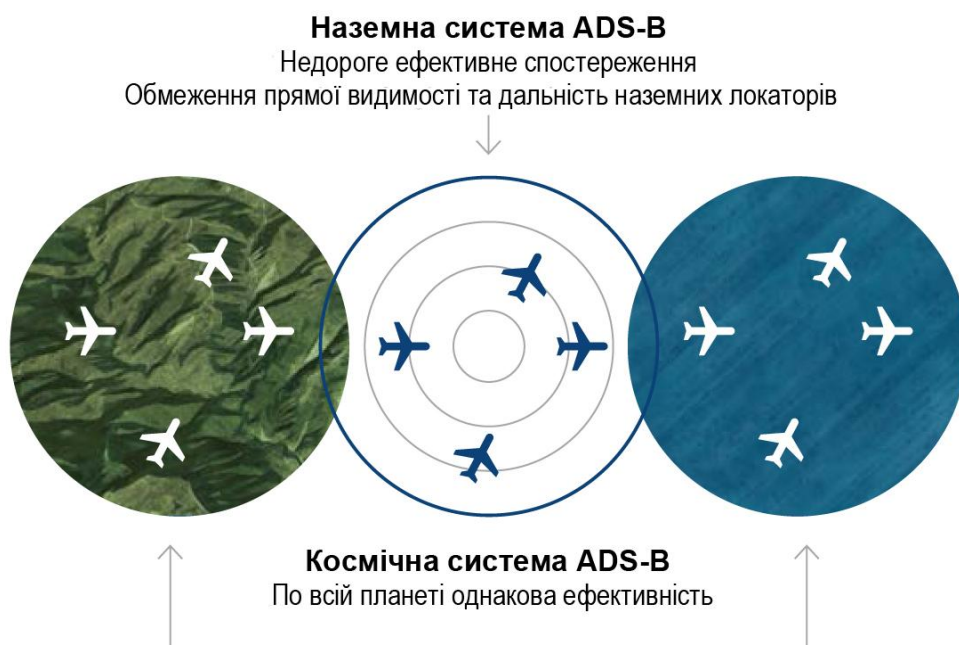 Наземна система ADS-B
Недороге ефективне спостереження
Обмеження прямої видимості та дальність наземних локаторів
Космічна система ADS-B
По всій планеті однакова ефективність